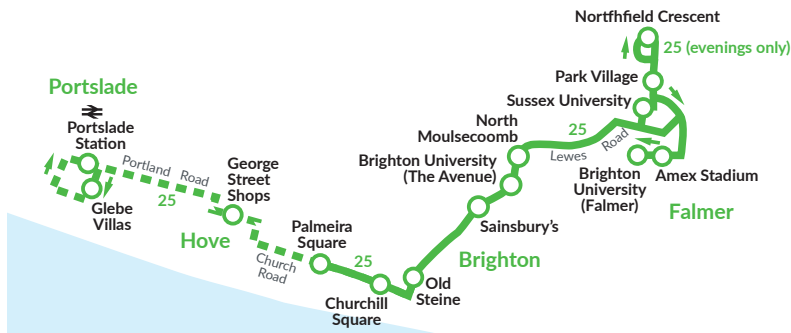 Nortfhfield Crescent
25 (evenings only)
Park Village
Sussex University
North
Moulsecoomb
25
Lewes Road
Brighton University
(The Avenue)
Brighton
University
(Falmer)
Amex Stadium
Falmer
Sainsbury's
Brighton
Portslade
Portslade
Station
Portland Road
25
Glebe
Villas
George
Street
Shops
Hove
Church
Road
Palmeira
Square
25
Churchill
Square
Old
Steine